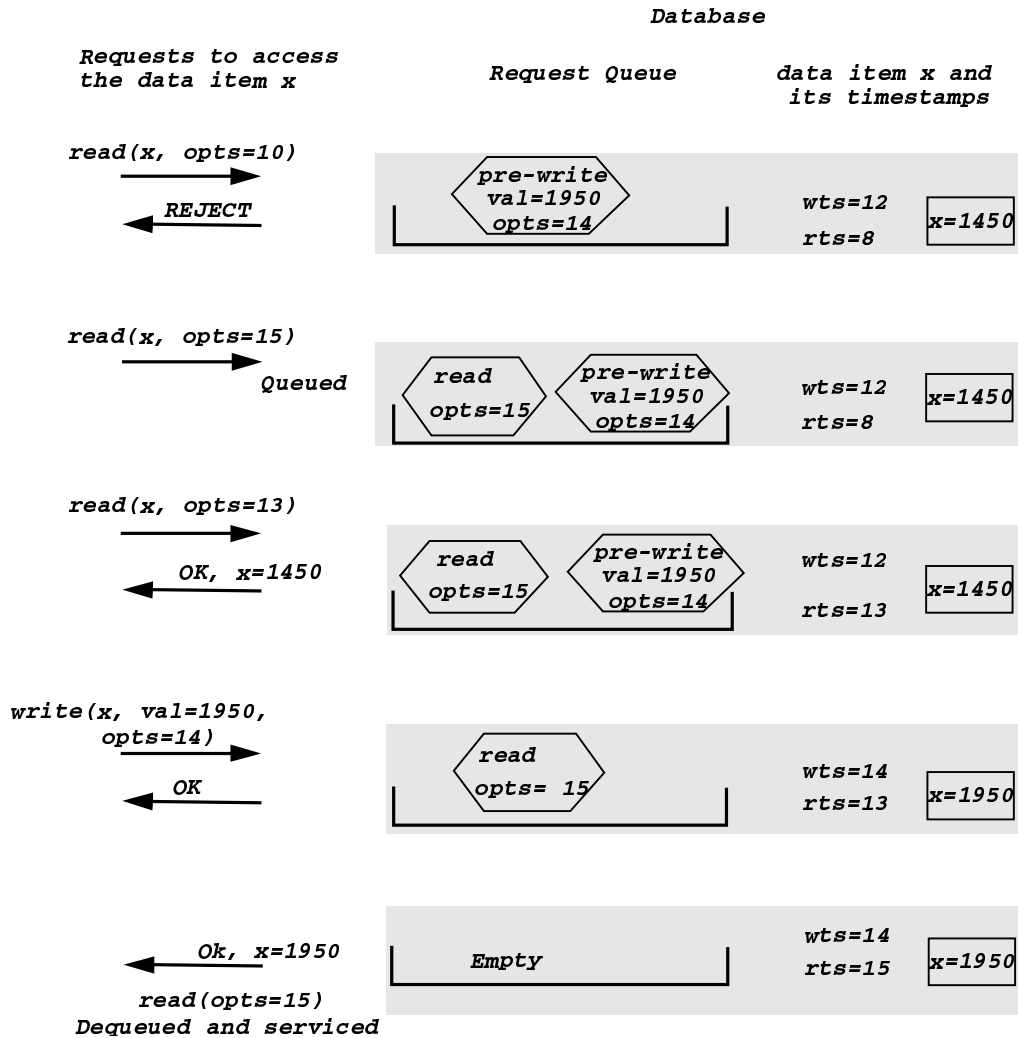 Database
Requests to access
the data item x
Request Queue
data item x and
its timestamps
read(x, opts=10)
REJECT
pre-write
val=1950
opts=14
wts=12
rts=8
x=1450
read(x, opts=15)
Queued
read
opts=15
pre-write
val=1950
opts=14
wts=12
rts=8
x=1450
read(x, opts=13)
OK, x=1450
read
opts=15
pre-write
val=1950
opts=14
wts=12
rts=13
x=1450
write(x, val=1950,
opts=14)
OK
read
opts= 15
wts=14
rts=13
x=1950
Ok, x=1950
read(opts=15)
Dequeued and serviced
Empty
wts=14
rts=15
x=1950